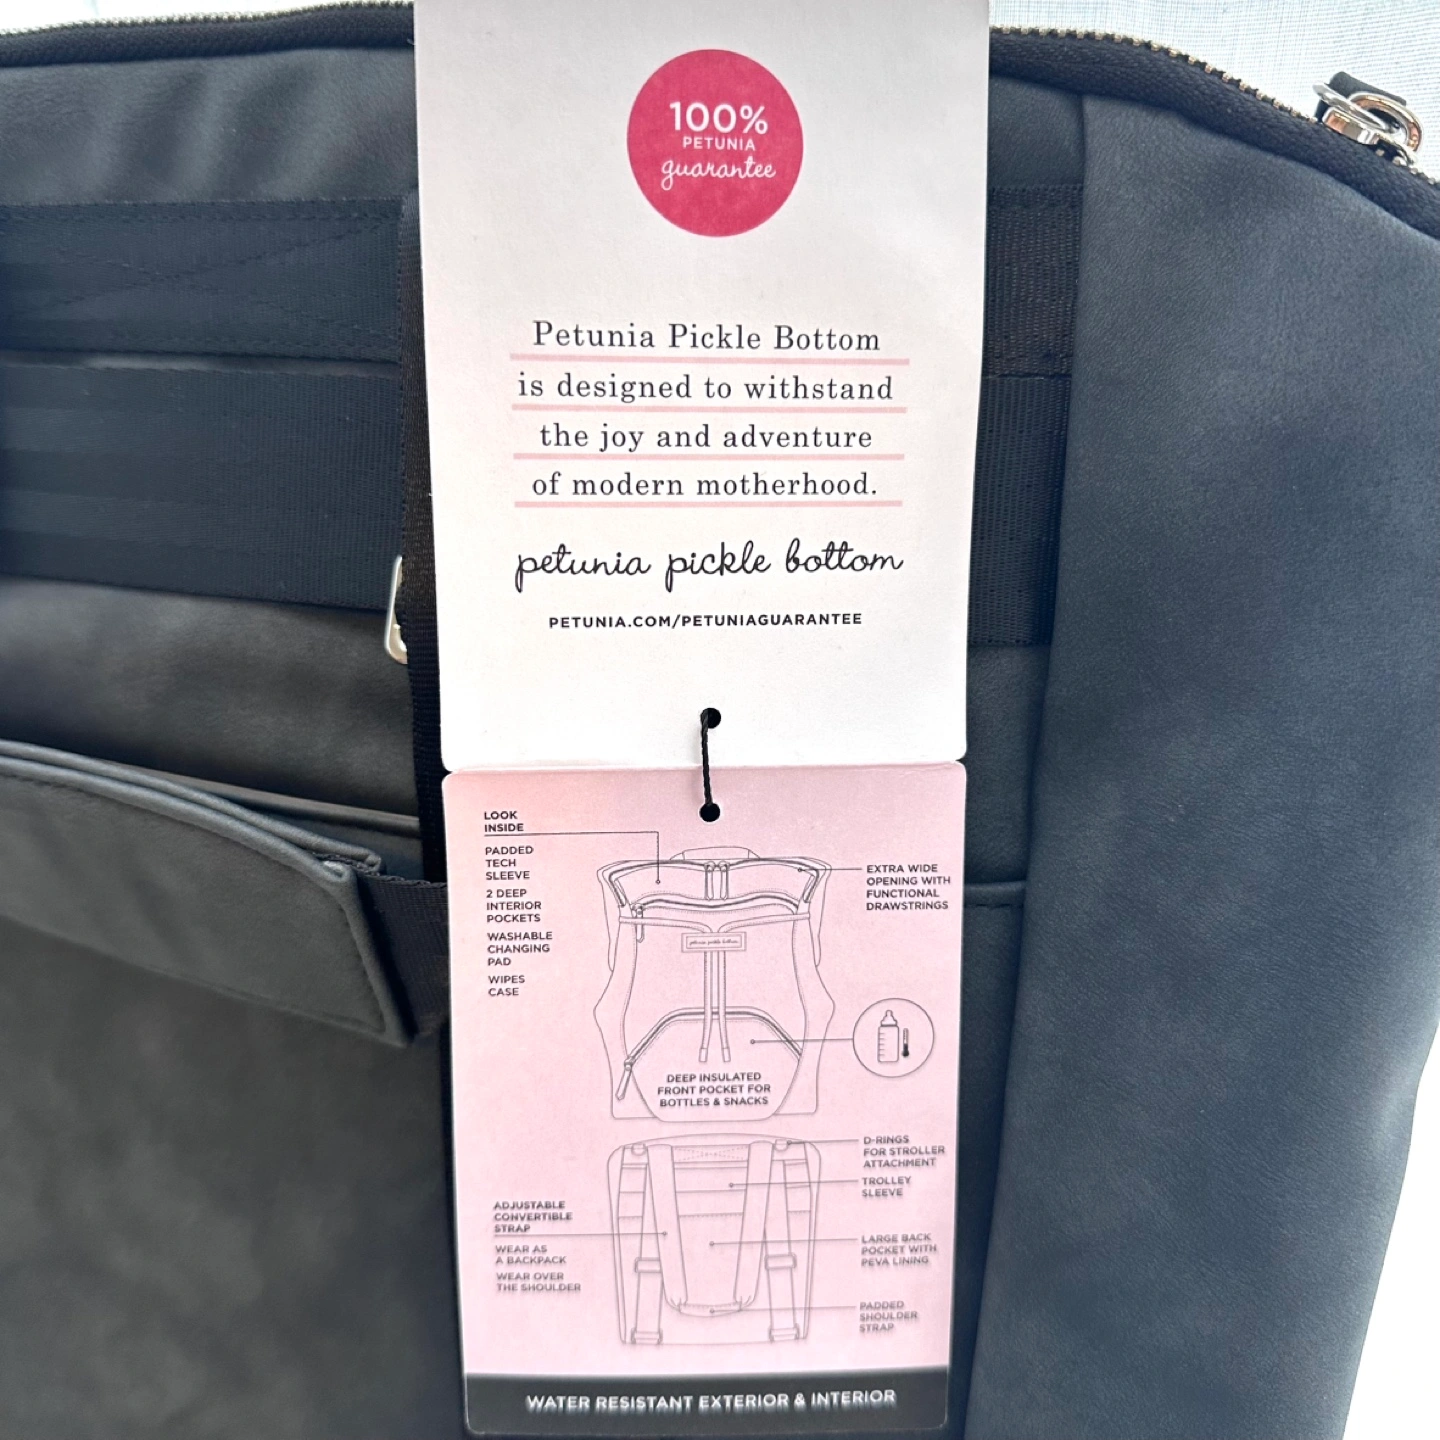 100%
PETUNIA
guarantee
Petunia Pickle Bottom
is designed to withstand
the joy and adventure
of modern motherhood.
petunia pickle bottom
PETUNIA.COM/PETUNIAGUARANTEE
LOOK
INSIDE
PADDED
TECH
SLEEVE
2 DEEP
INTERIOR
POCKETS
WASHABLE
CHANGING
PAD
WIPES
CASE
EXTRA WIDE
OPENING WITH
FUNCTIONAL
DRAWSTRINGS
petunia pickle bottom
DEEP INSULATED
FRONT POCKET FOR
BOTTLES & SNACKS
D-RINGS
FOR STROLLER
ATTACHMENT
TROLLEY
SLEEVE
ADJUSTABLE
CONVERTIBLE
STRAP
WEAR AS
A BACKPACK
WEAR OVER
THE SHOULDER
LARGE BACK
POCKET WITH
PEVA LINING
PADDED
SHOULDER
STRAP
WATER RESISTANT EXTERIOR & INTERIOR